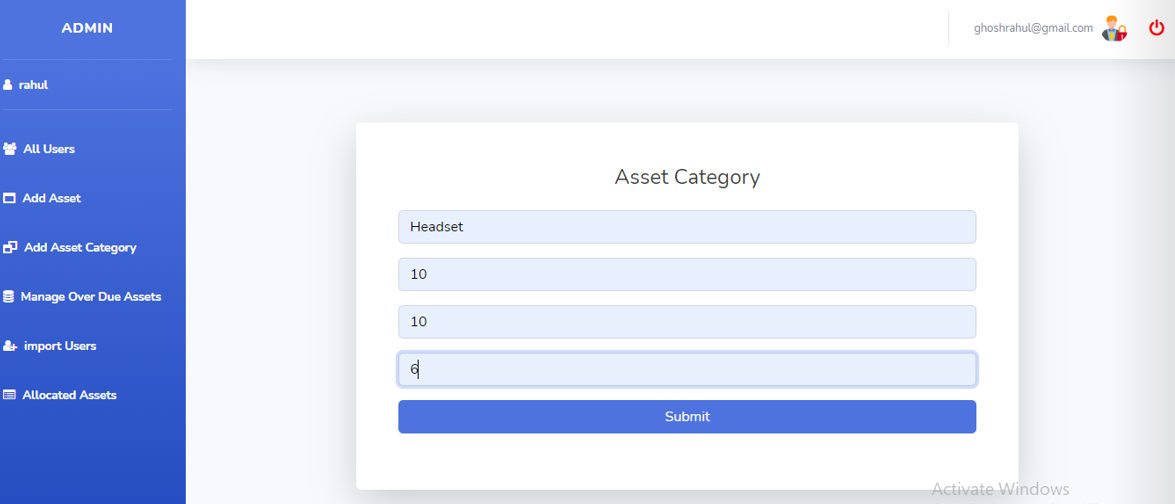 ADMIN
ghoshrahul@gmail.com
rahul
All Users
Add Asset
Add Asset Category
Manage Over Due Assets
import Users
Allocated Assets
Asset Category
Headset
10
10
6
Submit
Activate Windows